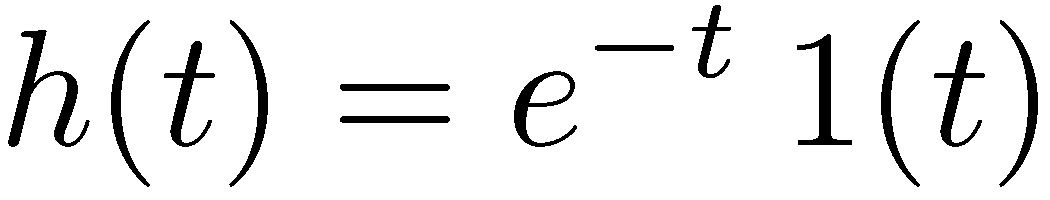 h(t) = e^{-t} 1(t)